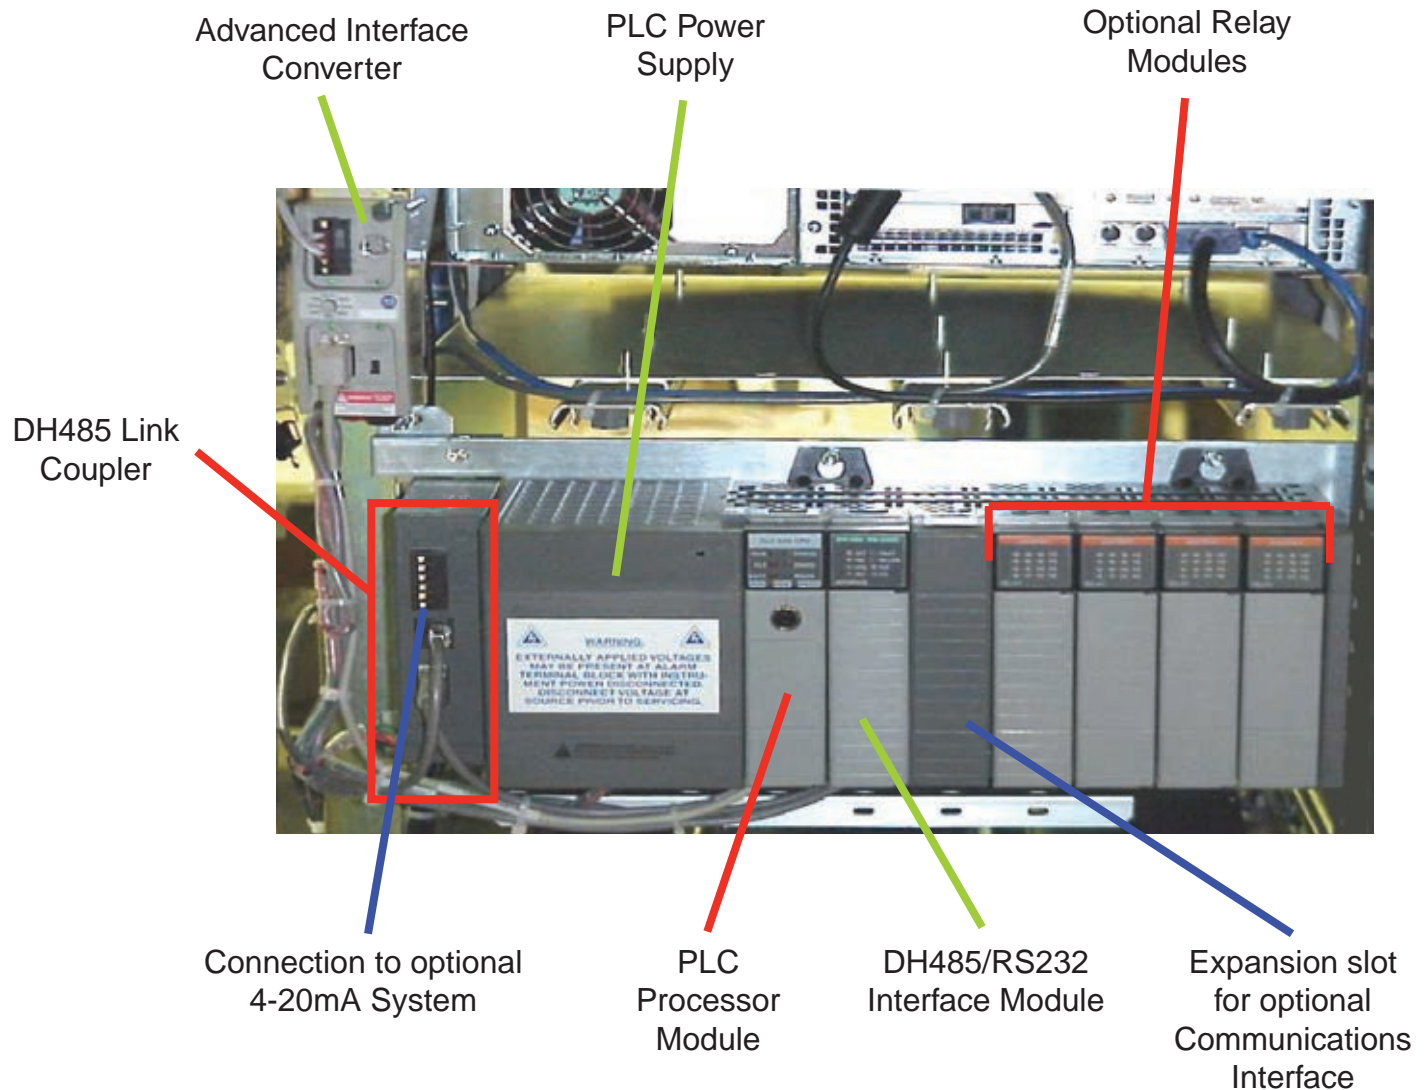 Advanced Interface
Converter
PLC Power
Supply
Optional Relay
Modules
DH485 Link
Coupler
WARNING
EXTERNALLY APPLIED VOLTAGES
MAY BE PRESENT AT ALARM
TERMINAL BLOCK WITH INSTRU-
MENT POWER DISCONNECTED.
DISCONNECT VOLTAGE AT
SOURCE PRIOR TO SERVICING.
Connection to optional
4-20mA System
PLC
Processor
Module
DH485/RS232
Interface Module
Expansion slot
for optional
Communications
Interface